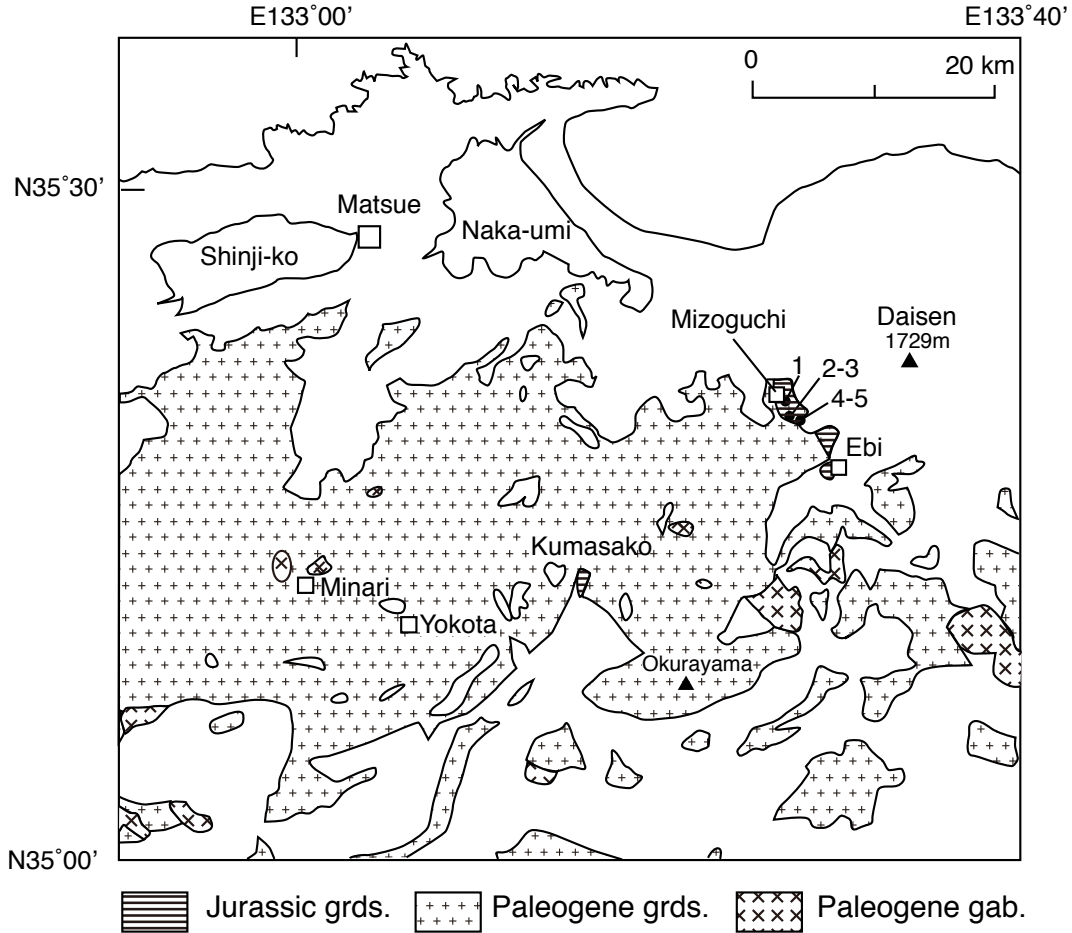 E133˚00’
E133˚40’
0
20 km
N35˚30’
Matsue
Shinji-ko
Naka-umi
Mizoguchi
Daisen
1729m
1
2-3
4-5
Ebi
Kumasako
Minari
Yokota
Okurayama
N35˚00’
Jurassic grds.
Paleogene grds.
Paleogene gab.